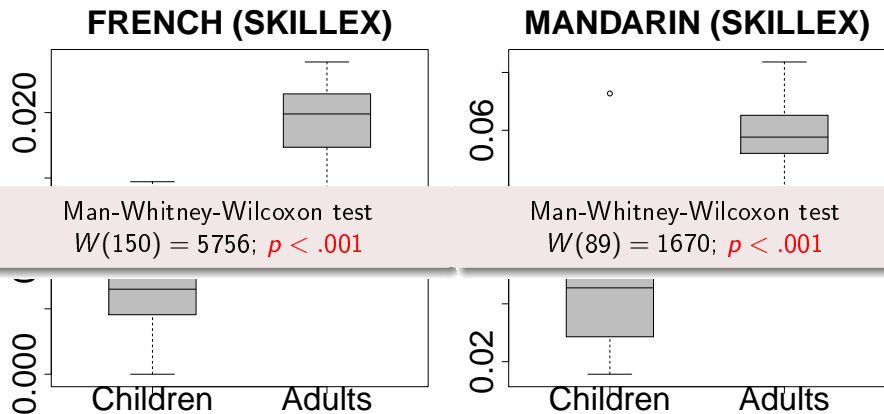 FRENCH (SKILLEX)
0.020
0.000
Children
Adults
Man-Whitney-Wilcoxon test
W(150) = 5756; p < .001
MANDARIN (SKILLEX)
0.06
0.02
Children
Adults
Man-Whitney-Wilcoxon test
W(89) = 1670; p < .001